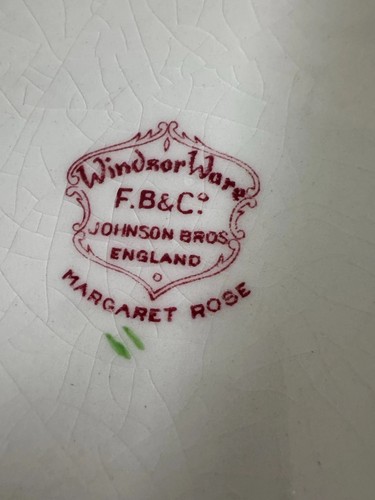 Windsor Ware
F.B&Cº
JOHNSON BROS
ENGLAND
MARGARET ROSE